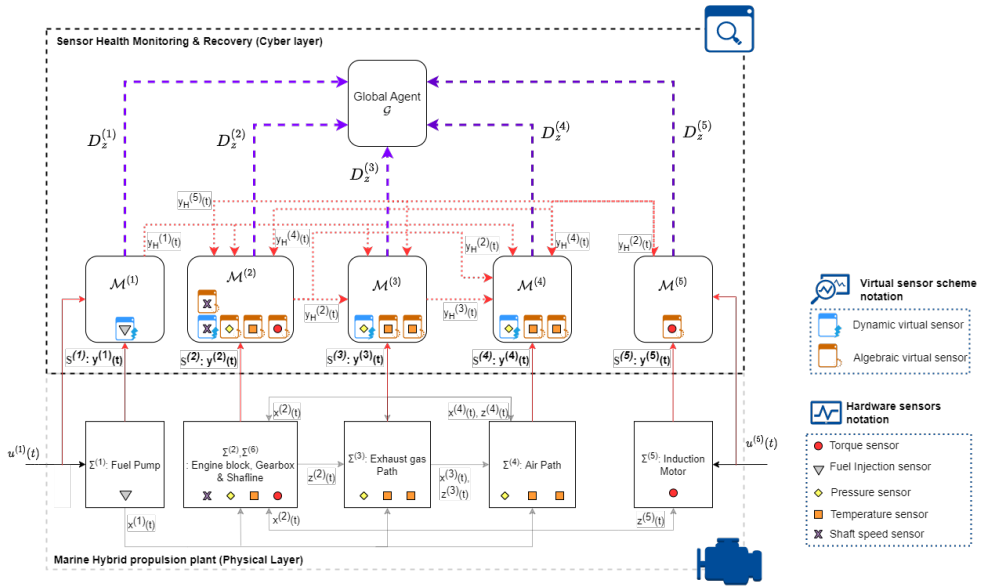 Sensor Health Monitoring & Recovery (Cyber layer)
Global Agent
𝒢
D_z^(1)
D_z^(2)
D_z^(3)
D_z^(4)
D_z^(5)
y_H^(5)(t)
y_H^(1)(t)
y_H^(4)(t)
y_H^(2)(t)
y_H^(4)(t)
y_H^(2)(t)
ℳ^(1)
ℳ^(2)
ℳ^(3)
ℳ^(4)
ℳ^(5)
y_H^(2)(t)
y_H^(3)(t)
S^(1): y^(1)(t)
S^(2): y^(2)(t)
S^(3): y^(3)(t)
S^(4): y^(4)(t)
S^(5): y^(5)(t)
Virtual sensor scheme
notation
Dynamic virtual sensor
Algebraic virtual sensor
Hardware sensors
notation
Torque sensor
Fuel Injection sensor
Pressure sensor
Temperature sensor
Shaft speed sensor
x^(2)(t)
x^(4)(t), z^(4)(t)
u^(1)(t)
Σ^(1): Fuel Pump
Σ^(2),Σ^(6)
: Engine block, Gearbox
& Shafline
z^(2)(t)
Σ^(3): Exhaust gas
Path
x^(3)(t),
z^(3)(t)
Σ^(4): Air Path
Σ^(5): Induction
Motor
u^(5)(t)
x^(1)(t)
x^(2)(t)
z^(5)(t)
Marine Hybrid propulsion plant (Physical Layer)